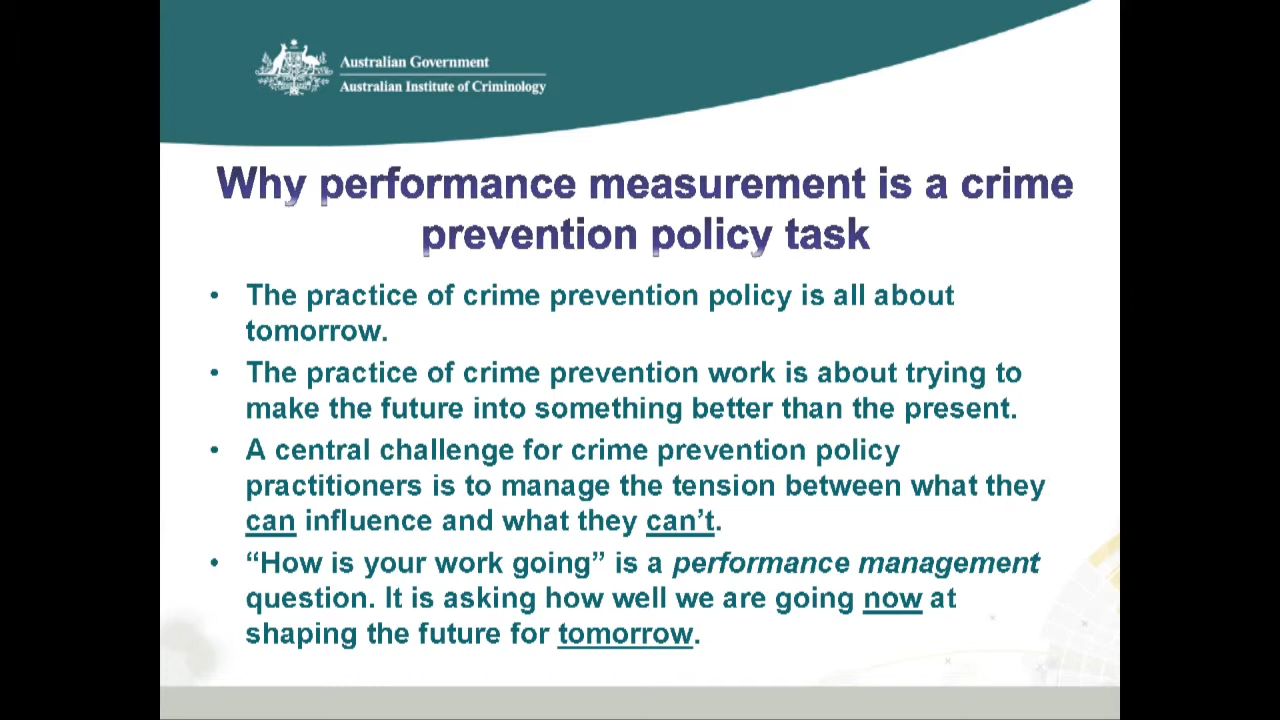 Australian Government
Australian Institute of Criminology
Why performance measurement is a crime
prevention policy task
• The practice of crime prevention policy is all about
tomorrow.
• The practice of crime prevention work is about trying to
make the future into something better than the present.
• A central challenge for crime prevention policy
practitioners is to manage the tension between what they
can influence and what they can’t.
• “How is your work going” is a performance management
question. It is asking how well we are going now at
shaping the future for tomorrow.